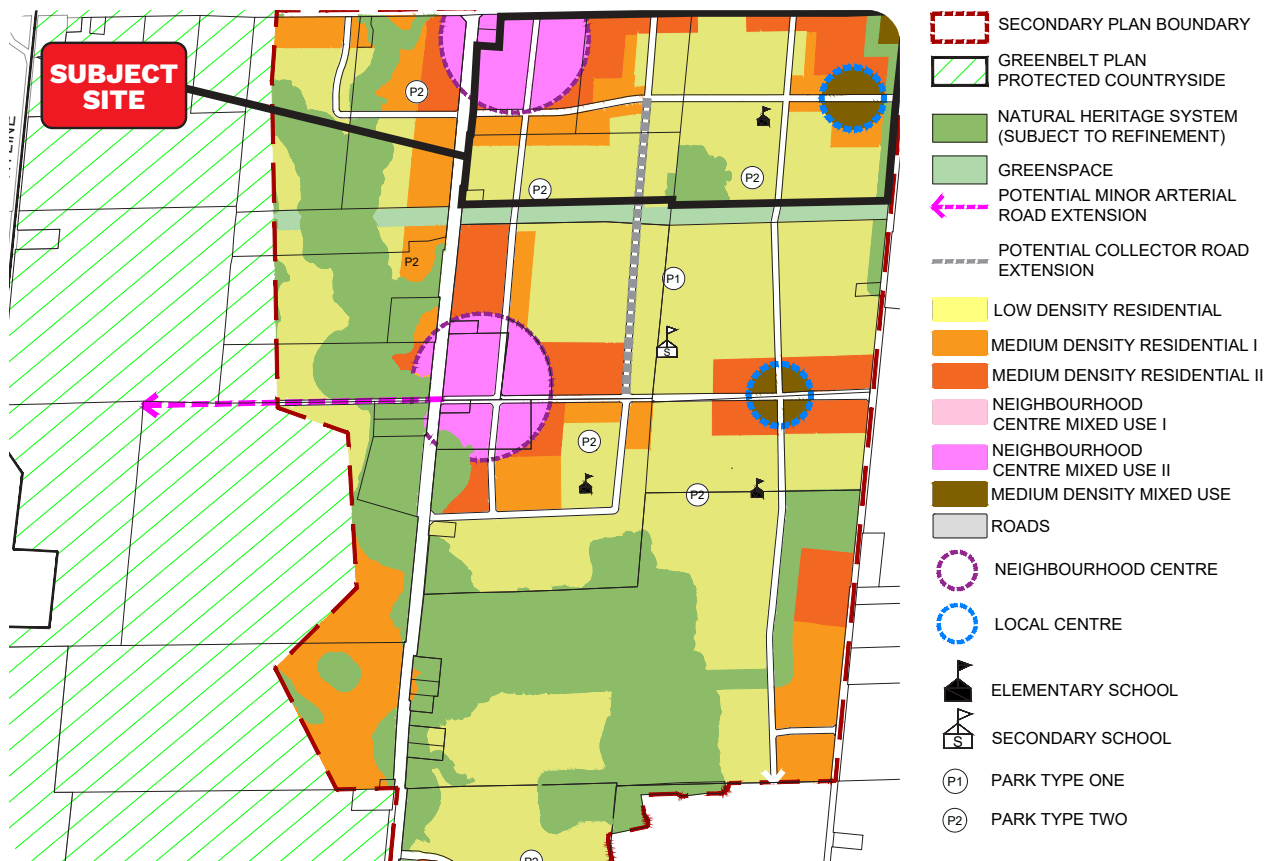 SUBJECT
SITE
P2
P2
P2
P2
P1
S
P2
P2
SECONDARY PLAN BOUNDARY
GREENBELT PLAN
PROTECTED COUNTRYSIDE
NATURAL HERITAGE SYSTEM
(SUBJECT TO REFINEMENT)
GREENSPACE
POTENTIAL MINOR ARTERIAL
ROAD EXTENSION
POTENTIAL COLLECTOR ROAD
EXTENSION
LOW DENSITY RESIDENTIAL
MEDIUM DENSITY RESIDENTIAL I
MEDIUM DENSITY RESIDENTIAL II
NEIGHBOURHOOD
CENTRE MIXED USE I
NEIGHBOURHOOD
CENTRE MIXED USE II
MEDIUM DENSITY MIXED USE
ROADS
NEIGHBOURHOOD CENTRE
LOCAL CENTRE
ELEMENTARY SCHOOL
S
SECONDARY SCHOOL
P1
PARK TYPE ONE
P2
PARK TYPE TWO